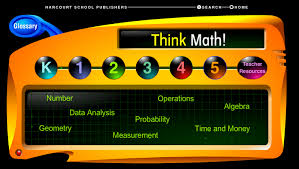 HARCOURT SCHOOL PUBLISHERS SEARCH HOME
Glossary
Think Math!
K 1 2 3 4 5 Teacher Resources
Number Operations Algebra
Data Analysis Probability
Geometry Measurement Time and Money